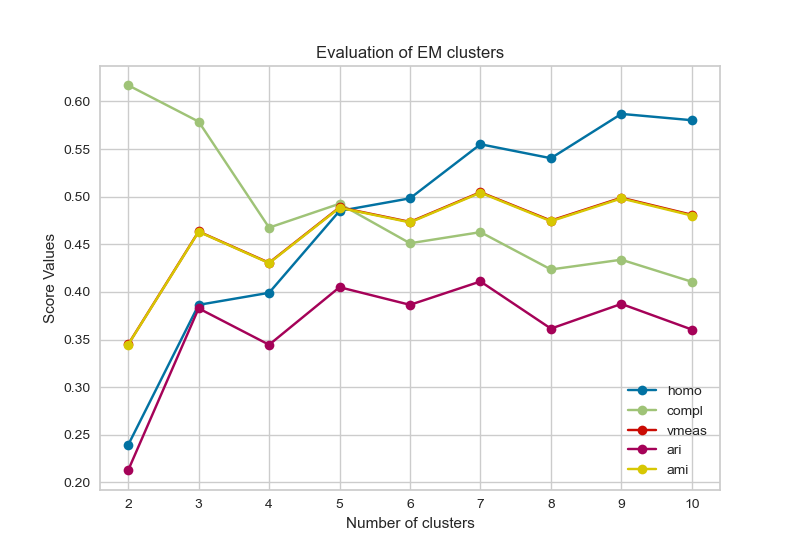 Evaluation of EM clusters
Score Values
0.60
0.55
0.50
0.45
0.40
0.35
0.30
0.25
0.20
homo
compl
vmeas
ari
ami
2 3 4 5 6 7 8 9 10
Number of clusters